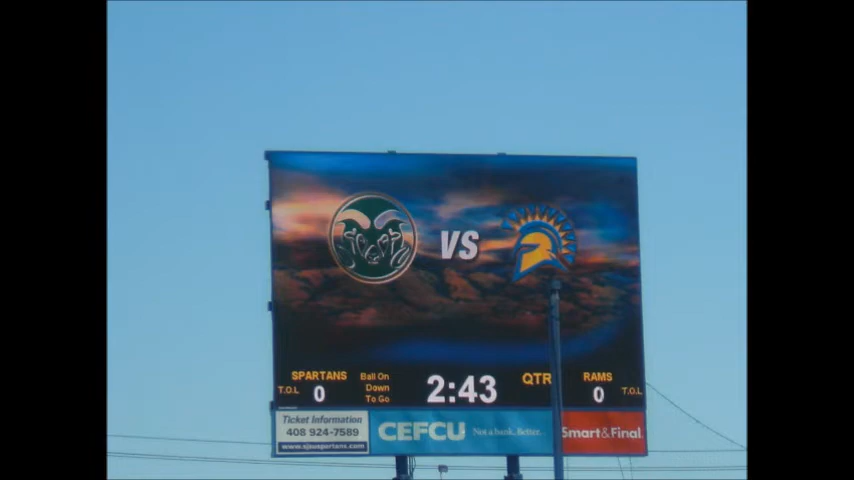 VS
SPARTANS
Ball On
2:43
QTR
RAMS
T.O.L
0
Down
0
T.O.L
To Go
Ticket Information
408 924-7589
www.sjsuspartans.com
CEFCU
Not a bank. Better.
Smart&Final.